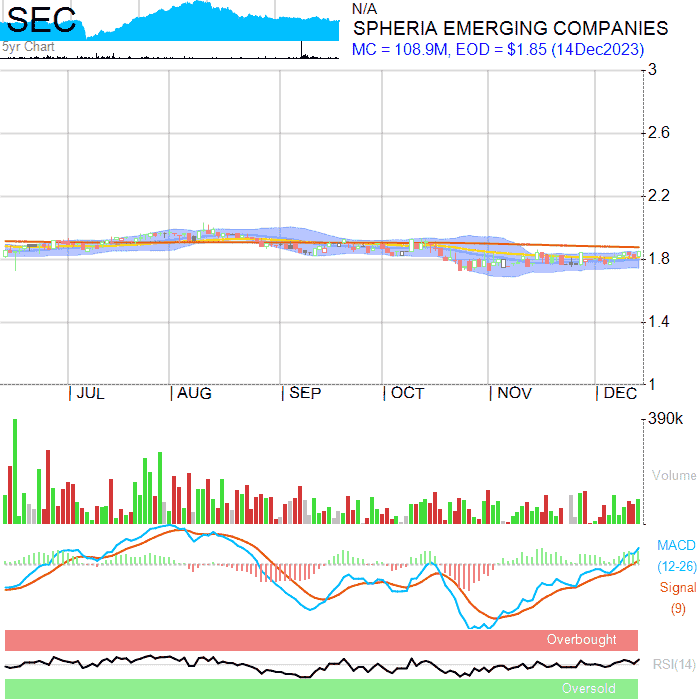 SEC
N/A
SPHERIA EMERGING COMPANIES
5yr Chart
MC = 108.9M, EOD = $1.85 (14Dec2023)
3
2.6
2.2
1.8
1.4
1
JUL AUG SEP OCT NOV DEC
390k
Volume
MACD
(12-26)
Signal
(9)
Overbought
RSI(14)
Oversold